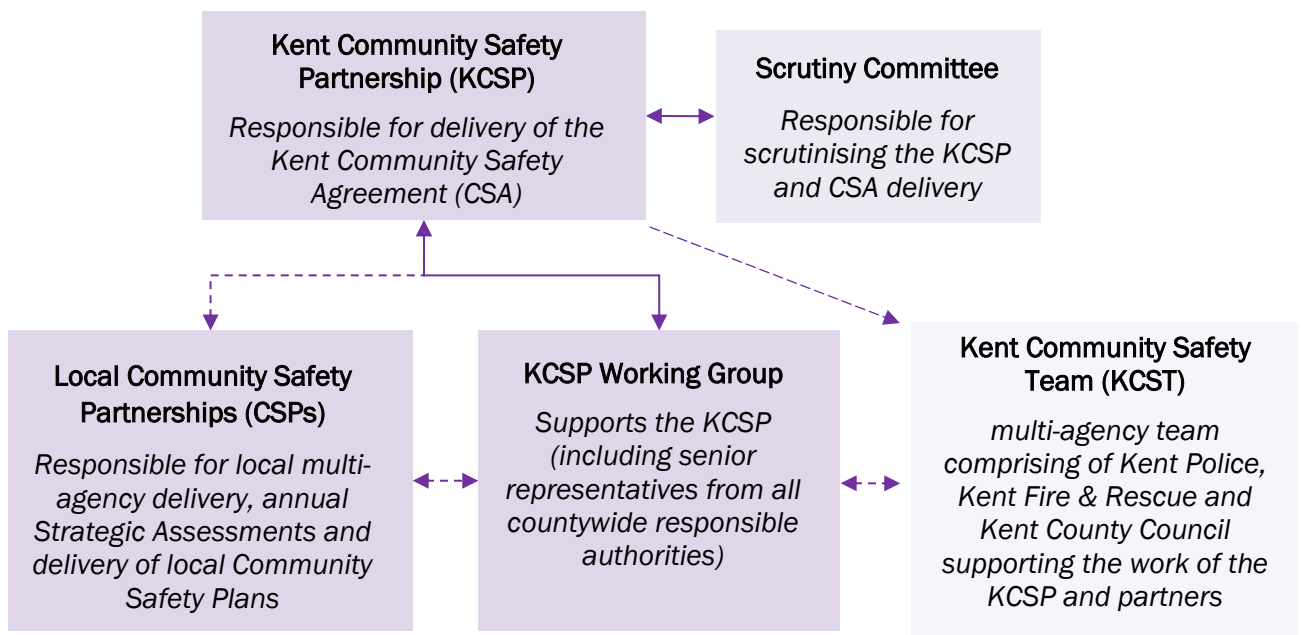 Kent Community Safety
Partnership (KCSP)
Responsible for delivery of the
Kent Community Safety
Agreement (CSA)
Scrutiny Committee
Responsible for
scrutinising the KCSP
and CSA delivery
Local Community Safety
Partnerships (CSPs)
Responsible for local multi-
agency delivery, annual
Strategic Assessments and
delivery of local Community
Safety Plans
KCSP Working Group
Supports the KCSP
(including senior
representatives from all
countywide responsible
authorities)
Kent Community Safety
Team (KCST)
multi-agency team
comprising of Kent Police,
Kent Fire & Rescue and
Kent County Council
supporting the work of the
KCSP and partners